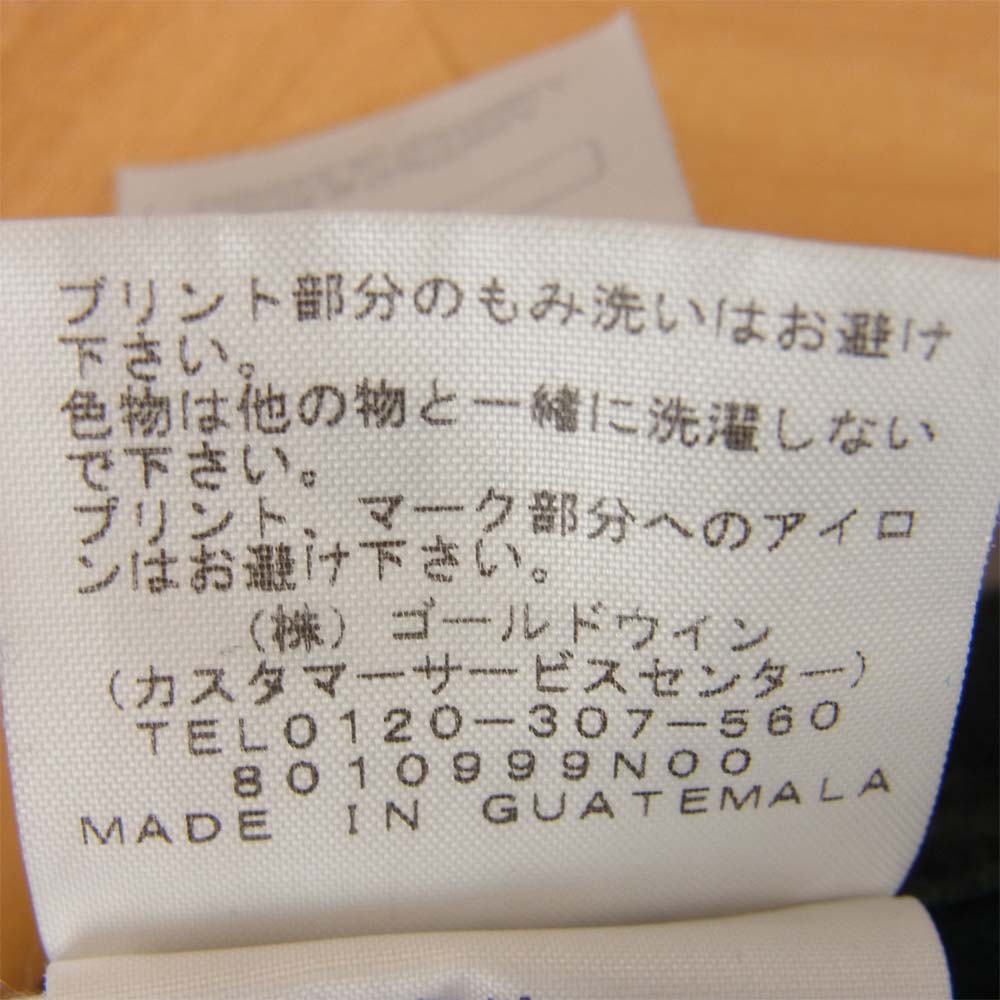 プリント部分のもみ洗いはお避け
下さい。
色物は他の物と一緒に洗濯しない
で下さい。
プリント、マーク部分へのアイロ
ンはお避け下さい。
(株) ゴールドウイン
(カスタマーサービスセンター)
TEL0120-307-560
8010999N00
MADE IN GUATEMALA